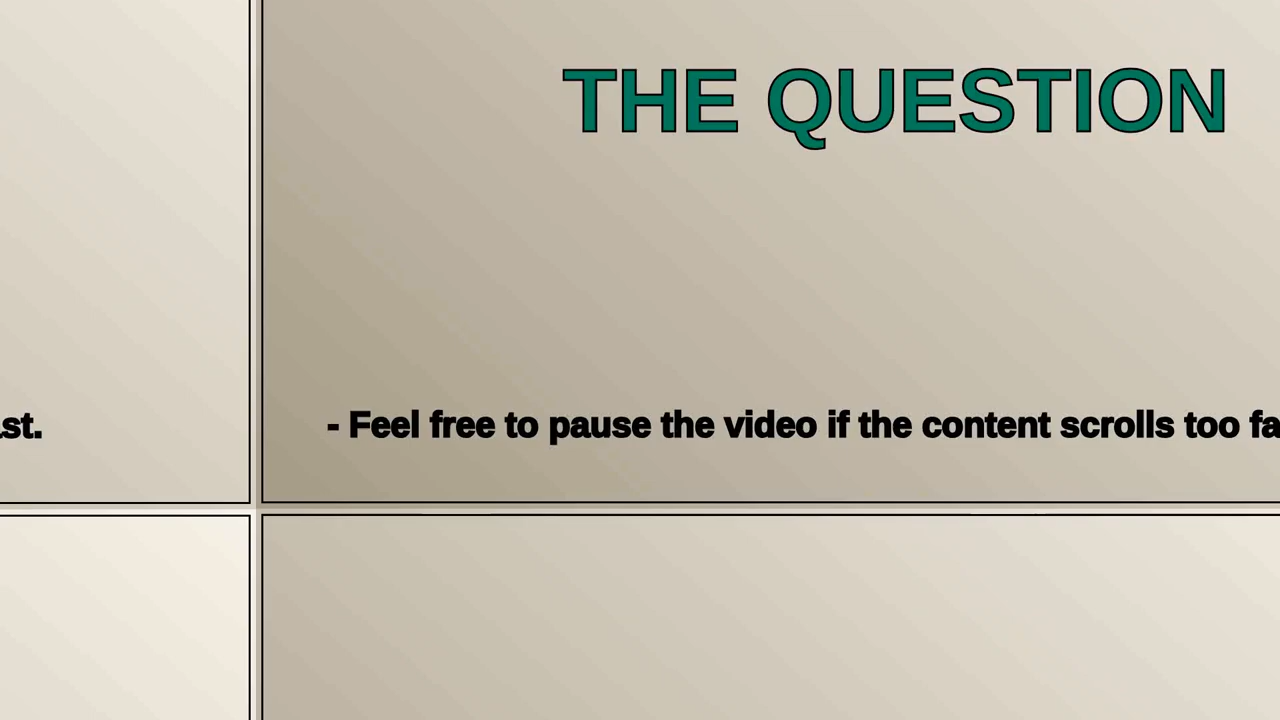 THE QUESTION
st.
- Feel free to pause the video if the content scrolls too fa